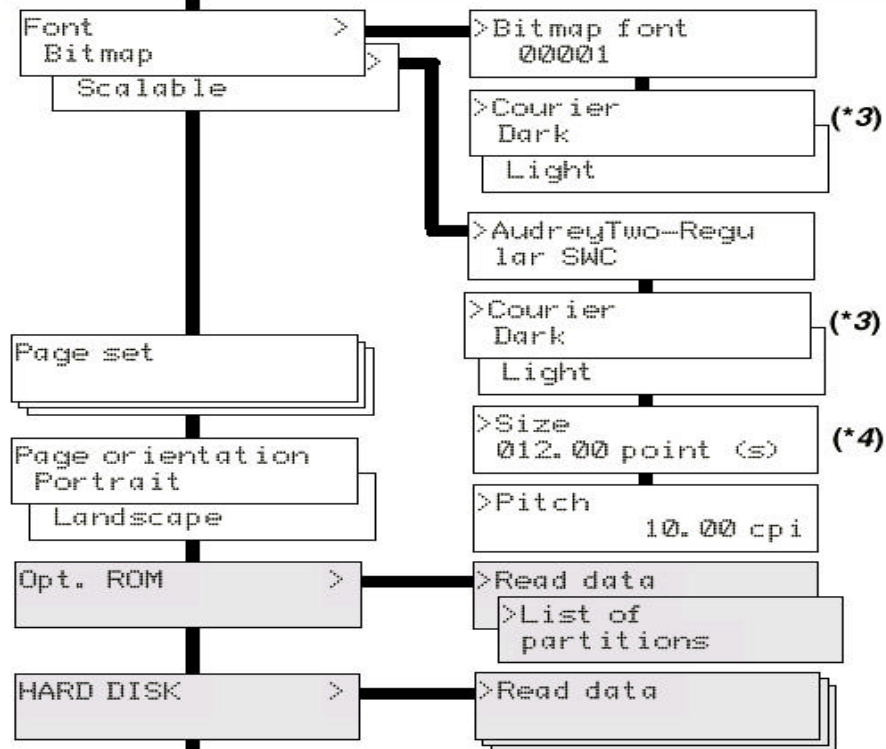 Font >
Bitmap
>
Scalable
>Bitmap font
00001
>Courier
Dark
(*3)
Light
>AudreyTwo-Regu
lar SWC
>Courier
Dark
(*3)
Light
Page set
>Size
012.00 point (s)
(*4)
Page orientation
Portrait
Landscape
>Pitch
10.00 cpi
Opt. ROM >
>Read data
>List of
partitions
HARD DISK >
>Read data